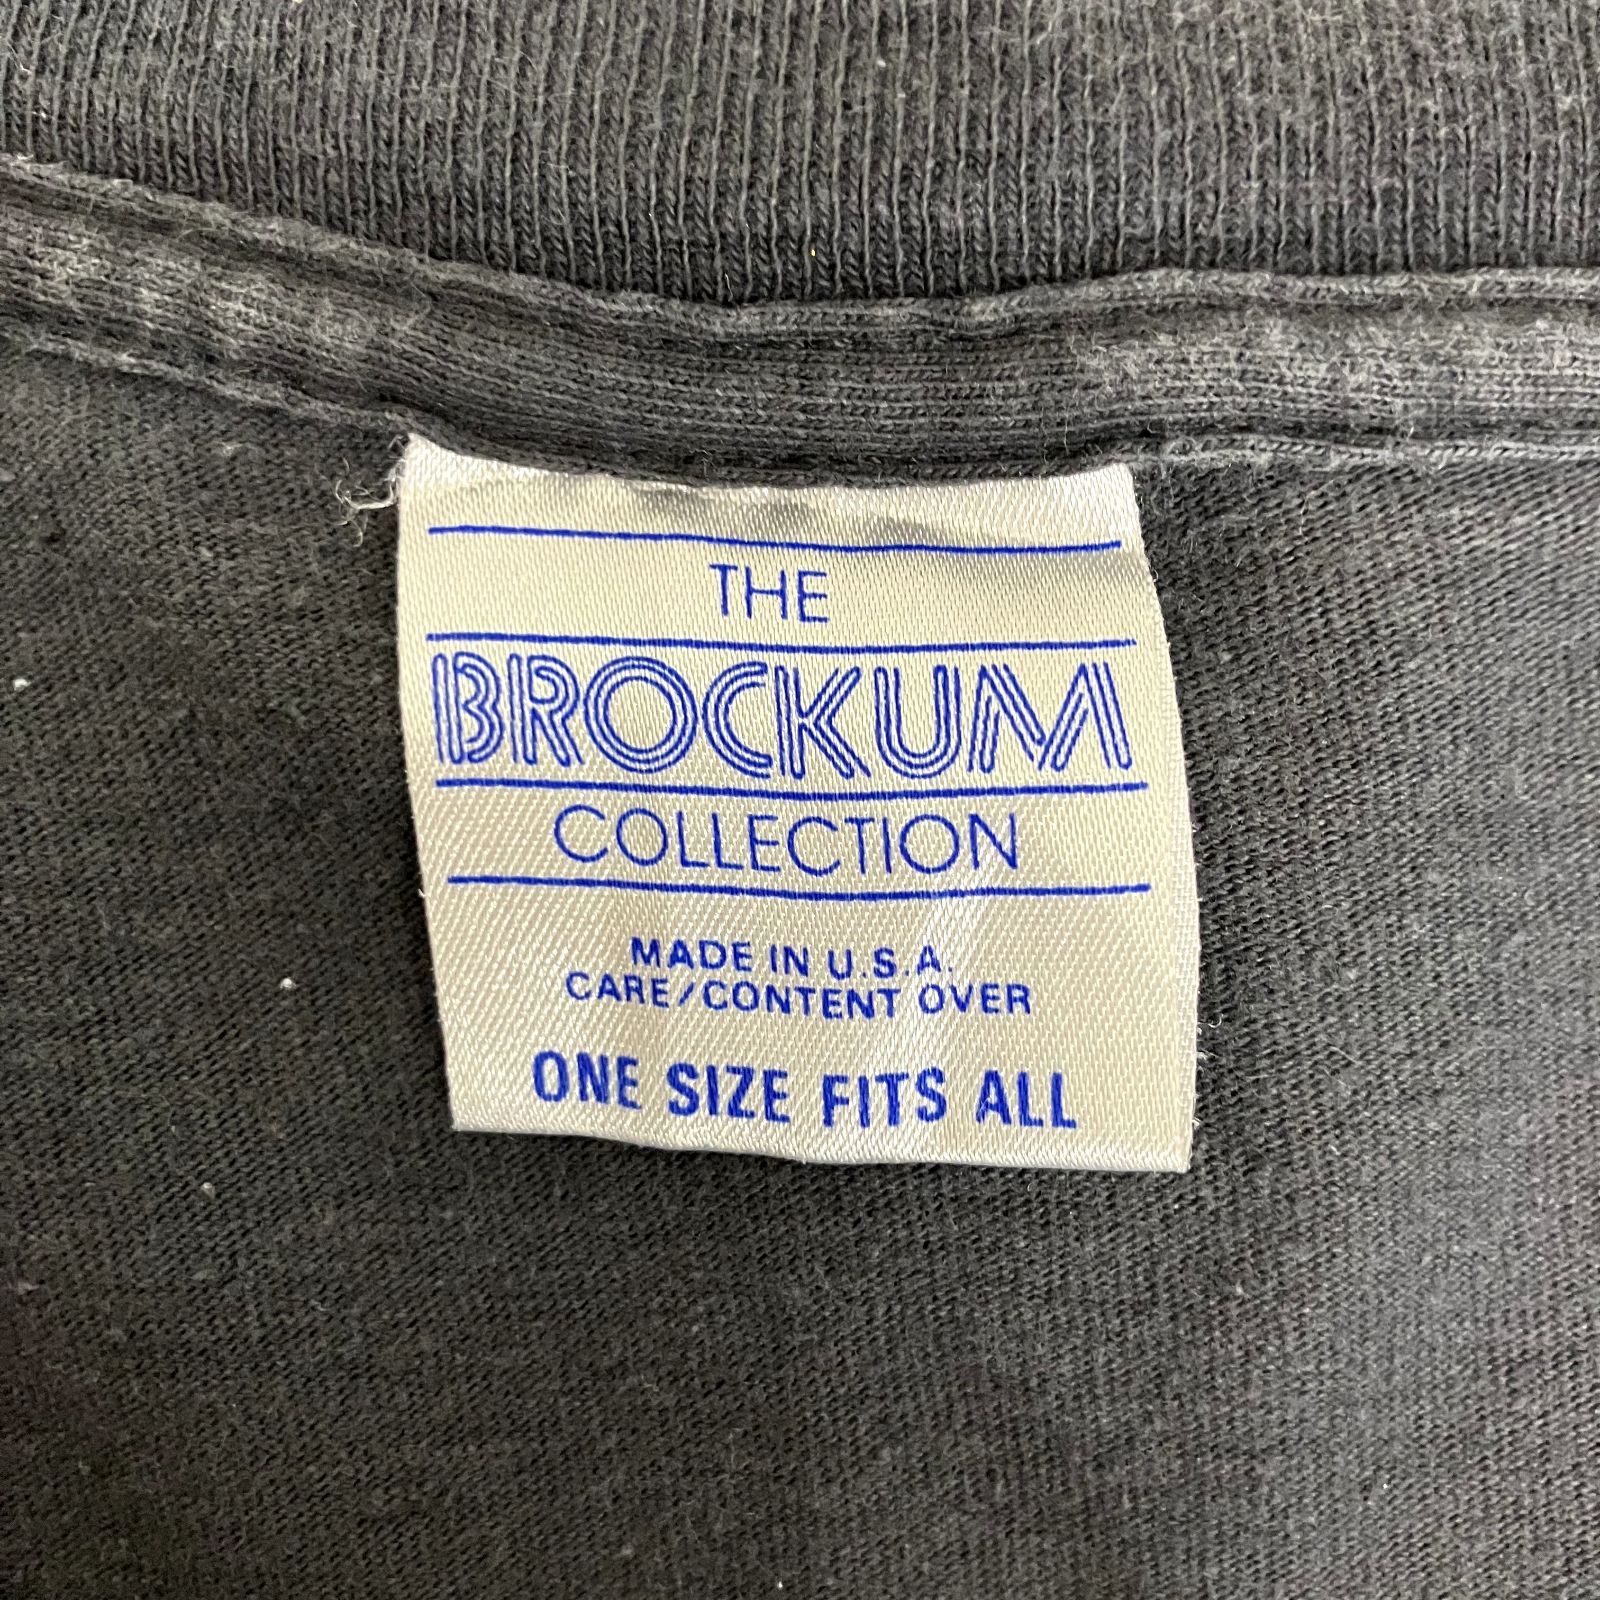 THE
BROCKUM
COLLECTION
MADE IN U.S.A.
CARE/CONTENT OVER
ONE SIZE FITS ALL